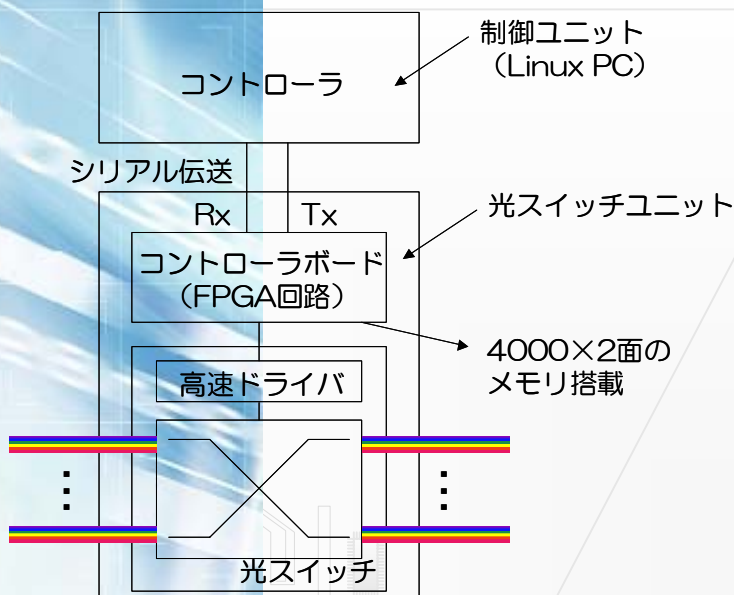 制御ユニット
（Linux PC）
コントローラ
シリアル伝送
Rx
Tx
光スイッチユニット
コントローラボード
（FPGA回路）
4000×2面の
メモリ搭載
高速ドライバ
光スイッチ